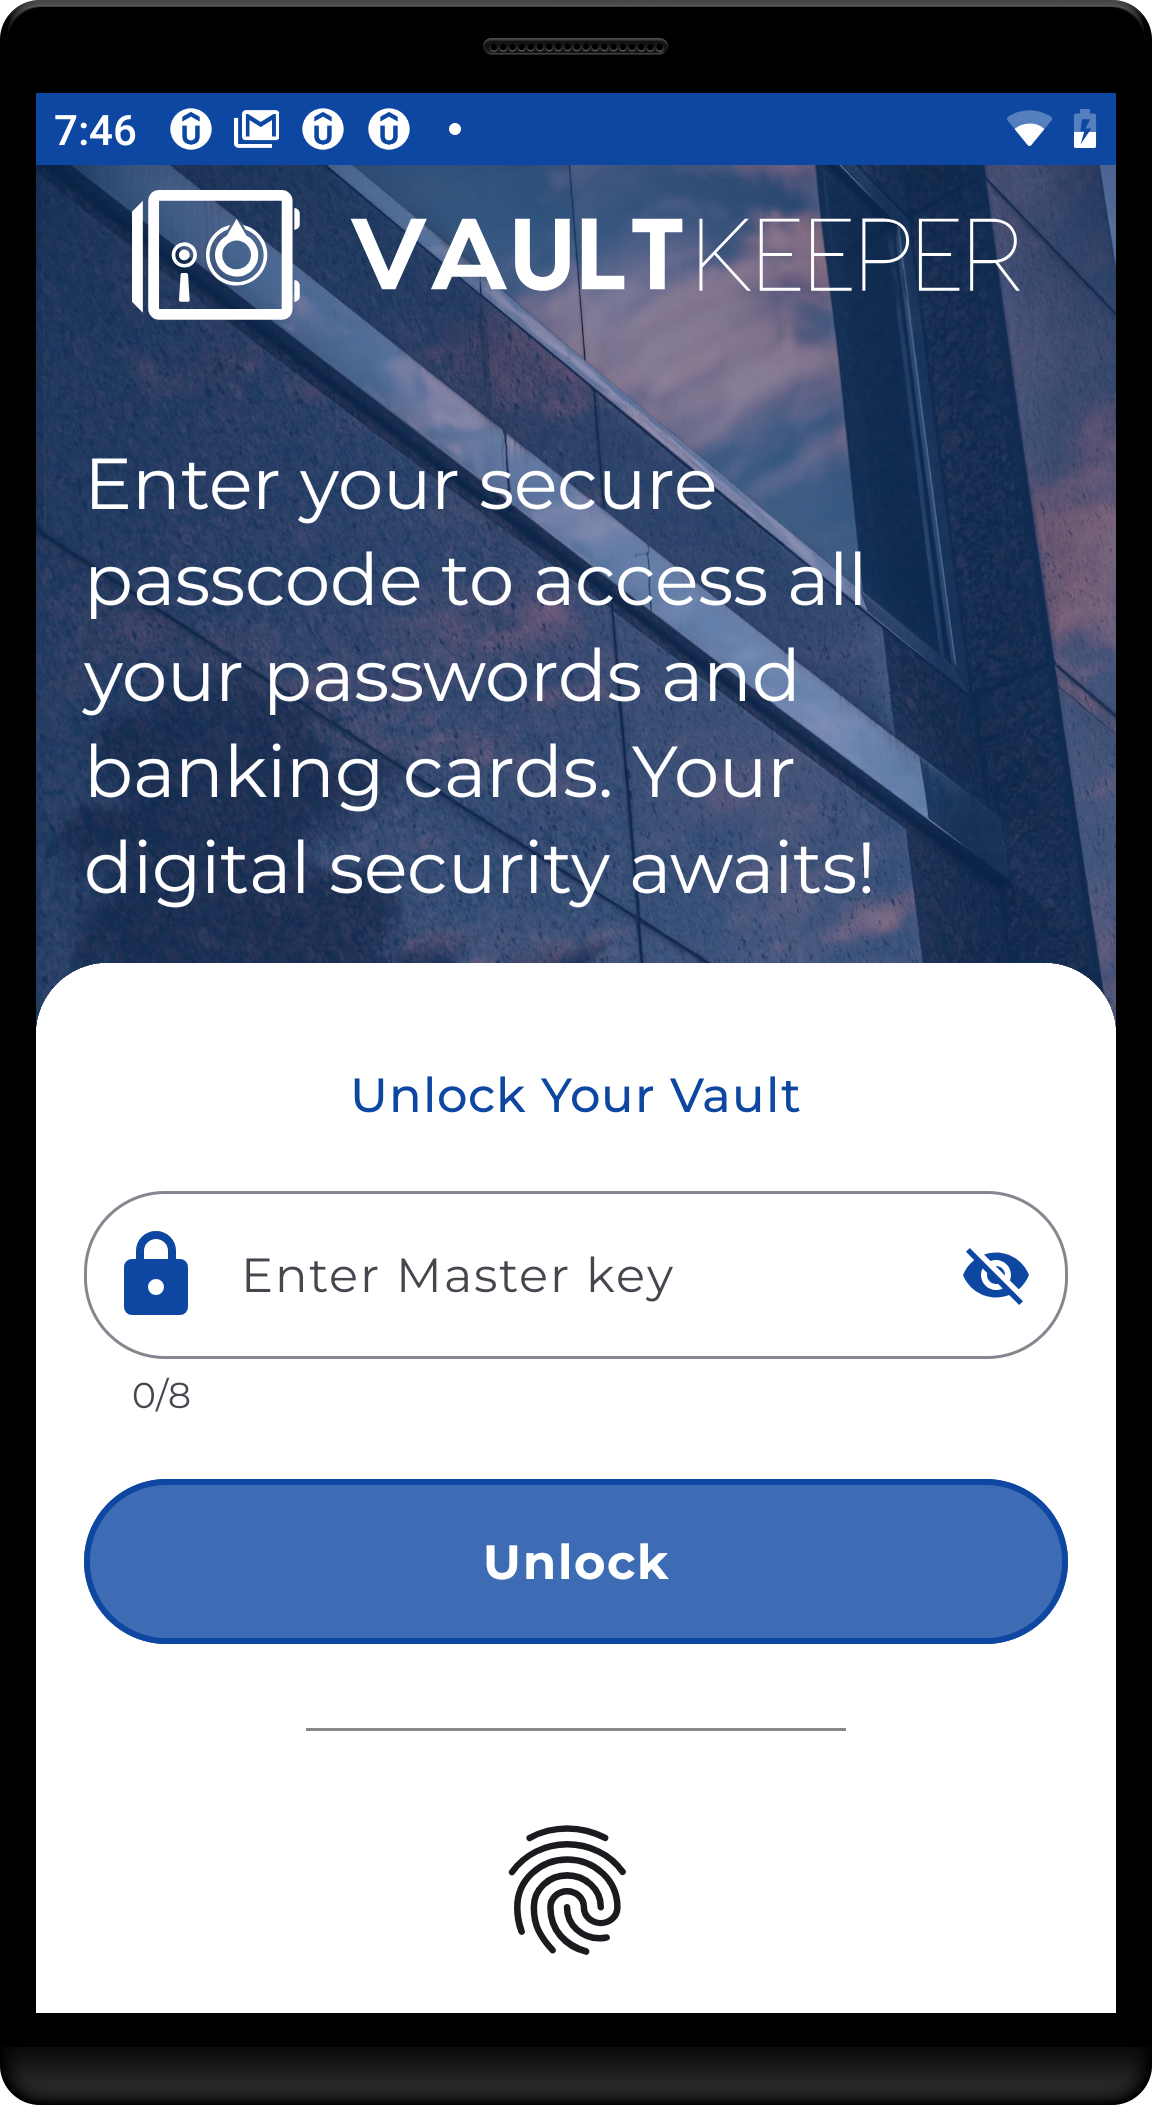 7:46
VAULTKEEPER
Enter your secure
passcode to access all
your passwords and
banking cards. Your
digital security awaits!
Unlock Your Vault
Enter Master key
0/8
Unlock